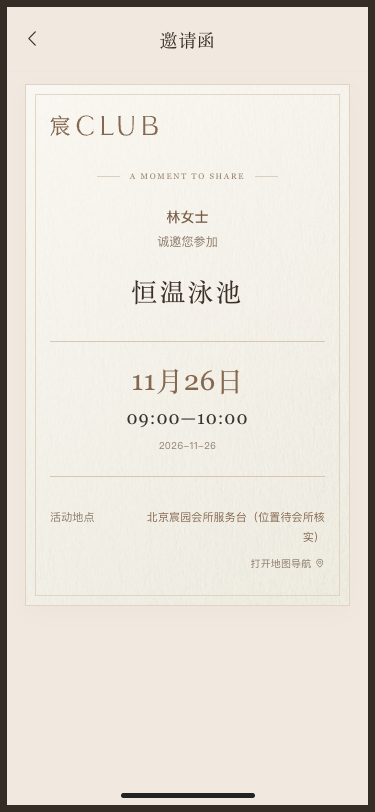 邀请函
宸CLUB
A MOMENT TO SHARE
林女士
诚邀您参加
恒温泳池
11月26日
09:00—10:00
2026–11–26
活动地点 北京宸园会所服务台（位置待会所核
实）
打开地图导航